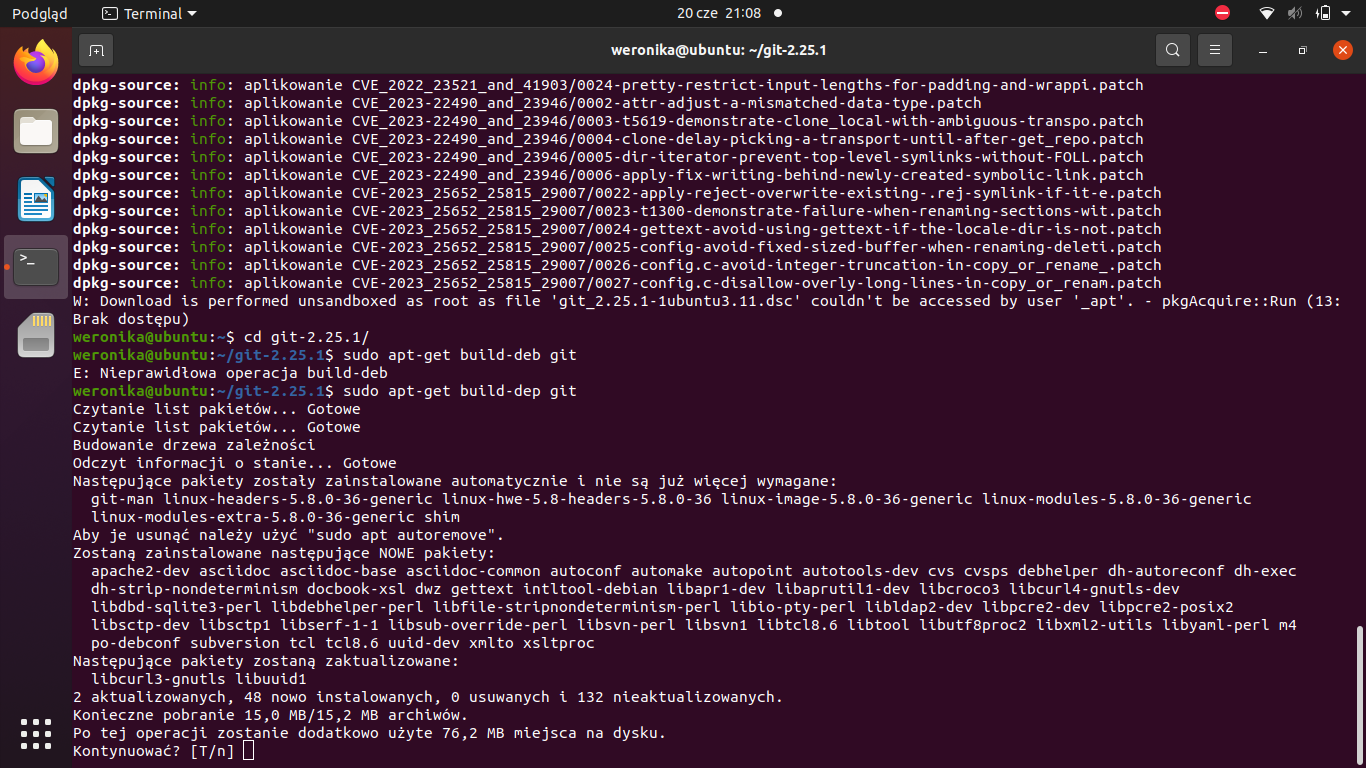 Podgląd
Terminal
20 cze 21:08
weronika@ubuntu: ~/git-2.25.1
dpkg-source: info: aplikowanie CVE_2022_23521_and_41903/0024-pretty-restrict-input-lengths-for-padding-and-wrappi.patch
dpkg-source: info: aplikowanie CVE-2023-22490_and_23946/0002-attr-adjust-a-mismatched-data-type.patch
dpkg-source: info: aplikowanie CVE-2023-22490_and_23946/0003-t5619-demonstrate-clone_local-with-ambiguous-transpo.patch
dpkg-source: info: aplikowanie CVE-2023-22490_and_23946/0004-clone-delay-picking-a-transport-until-after-get_repo.patch
dpkg-source: info: aplikowanie CVE-2023-22490_and_23946/0005-dir-iterator-prevent-top-level-symlinks-without-FOLL.patch
dpkg-source: info: aplikowanie CVE-2023-22490_and_23946/0006-apply-fix-writing-behind-newly-created-symbolic-link.patch
dpkg-source: info: aplikowanie CVE-2023_25652_25815_29007/0022-apply-reject-overwrite-existing-.rej-symlink-if-it-e.patch
dpkg-source: info: aplikowanie CVE-2023_25652_25815_29007/0023-t1300-demonstrate-failure-when-renaming-sections-wit.patch
dpkg-source: info: aplikowanie CVE-2023_25652_25815_29007/0024-gettext-avoid-using-gettext-if-the-locale-dir-is-not.patch
dpkg-source: info: aplikowanie CVE-2023_25652_25815_29007/0025-config-avoid-fixed-sized-buffer-when-renaming-deleti.patch
dpkg-source: info: aplikowanie CVE-2023_25652_25815_29007/0026-config.c-avoid-integer-truncation-in-copy_or_rename_.patch
dpkg-source: info: aplikowanie CVE-2023_25652_25815_29007/0027-config.c-disallow-overly-long-lines-in-copy_or_renam.patch
W: Download is performed unsandboxed as root as file 'git_2.25.1-1ubuntu3.11.dsc' couldn't be accessed by user '_apt'. - pkgAcquire::Run (13:
Brak dostępu)
weronika@ubuntu:~$ cd git-2.25.1/
weronika@ubuntu:~/git-2.25.1$ sudo apt-get build-deb git
E: Nieprawidłowa operacja build-deb
weronika@ubuntu:~/git-2.25.1$ sudo apt-get build-dep git
Czytanie list pakietów... Gotowe
Czytanie list pakietów... Gotowe
Budowanie drzewa zależności
Odczyt informacji o stanie... Gotowe
Następujące pakiety zostały zainstalowane automatycznie i nie są już więcej wymagane:
git-man linux-headers-5.8.0-36-generic linux-hwe-5.8-headers-5.8.0-36 linux-image-5.8.0-36-generic linux-modules-5.8.0-36-generic
linux-modules-extra-5.8.0-36-generic shim
Aby je usunąć należy użyć "sudo apt autoremove".
Zostaną zainstalowane następujące NOWE pakiety:
apache2-dev asciidoc asciidoc-base asciidoc-common autoconf automake autopoint autotools-dev cvs cvsps debhelper dh-autoreconf dh-exec
dh-strip-nondeterminism docbook-xsl dwz gettext intltool-debian libapr1-dev libaprutil1-dev libcroco3 libcurl4-gnutls-dev
libdbd-sqlite3-perl libdebhelper-perl libfile-stripnondeterminism-perl libio-pty-perl libldap2-dev libpcre2-dev libpcre2-posix2
libsctp-dev libsctp1 libserf-1-1 libsub-override-perl libsvn-perl libsvn1 libtcl8.6 libtool libutf8proc2 libxml2-utils libyaml-perl m4
po-debconf subversion tcl tcl8.6 uuid-dev xmlto xsltproc
Następujące pakiety zostaną zaktualizowane:
libcurl3-gnutls libuuid1
2 aktualizowanych, 48 nowo instalowanych, 0 usuwanych i 132 nieaktualizowanych.
Konieczne pobranie 15,0 MB/15,2 MB archiwów.
Po tej operacji zostanie dodatkowo użyte 76,2 MB miejsca na dysku.
Kontynuować? [T/n]